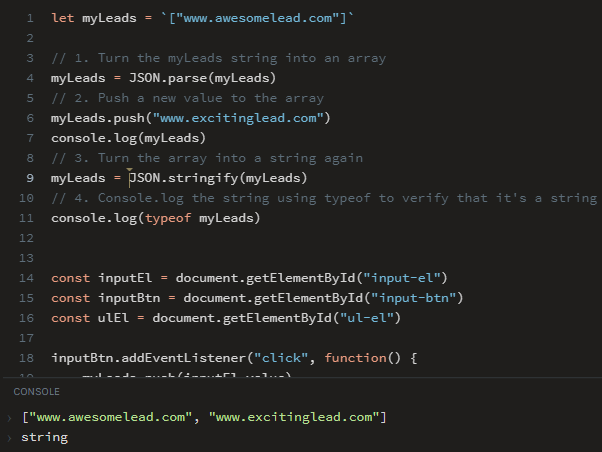 1 let myLeads = `["www.awesomelead.com"]`
2
3 // 1. Turn the myLeads string into an array
4 myLeads = JSON.parse(myLeads)
5 // 2. Push a new value to the array
6 myLeads.push("www.excitinglead.com")
7 console.log(myLeads)
8 // 3. Turn the array into a string again
9 myLeads = JSON.stringify(myLeads)
10 // 4. Console.log the string using typeof to verify that it's a string
11 console.log(typeof myLeads)
12
13
14 const inputEl = document.getElementById("input-el")
15 const inputBtn = document.getElementById("input-btn")
16 const ulEl = document.getElementById("ul-el")
17
18 inputBtn.addEventListener("click", function() {
19 myLeads.push(inputEl.value)
CONSOLE
› ["www.awesomelead.com", "www.excitinglead.com"]
› string